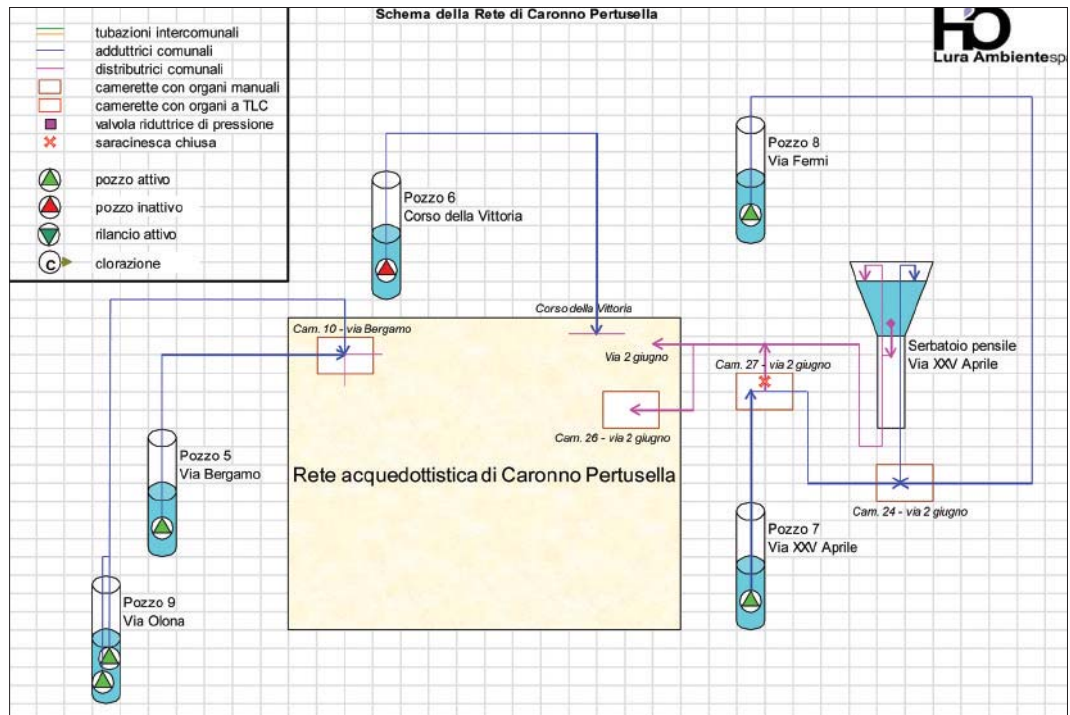 Schema della Rete di Caronno Pertusella
H2O
Lura Ambientespa
tubazioni intercomunali
adduttrici comunali
distributrici comunali
camerette con organi manuali
camerette con organi a TLC
valvola riduttrice di pressione
saracinesca chiusa
pozzo attivo
pozzo inattivo
rilancio attivo
C
clorazione
Pozzo 8
Via Fermi
Pozzo 6
Corso della Vittoria
Corso della Vittoria
Cam. 10 - via Bergamo
Via 2 giugno
Cam. 27 - via 2 giugno
Serbatoio pensile
Via XXV Aprile
Cam. 26 - via 2 giugno
Pozzo 5
Via Bergamo
Rete acquedottistica di Caronno Pertusella
Cam. 24 - via 2 giugno
Pozzo 7
Via XXV Aprile
Pozzo 9
Via Olona